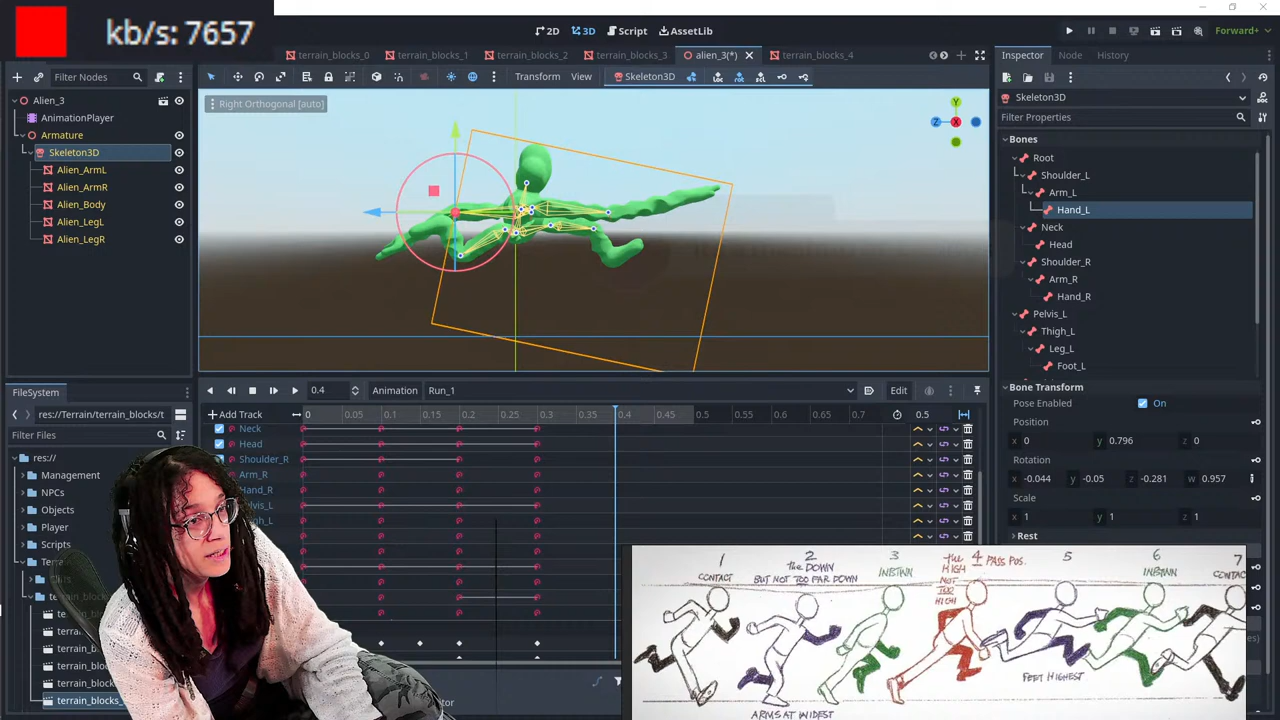 kb/s: 7657
2D 3D Script AssetLib
Forward+
terrain_blocks_0 terrain_blocks_1 terrain_blocks_2 terrain_blocks_3 alien_3(*) terrain_blocks_4
Inspector Node History
Filter Nodes
Transform View Skeleton3D
Skeleton3D
Filter Properties
Alien_3
AnimationPlayer
Armature
Skeleton3D
Alien_ArmL
Alien_ArmR
Alien_Body
Alien_LegL
Alien_LegR
Right Orthogonal [auto]
Y
Z X
Bones
Root
Shoulder_L
Arm_L
Hand_L
Neck
Head
Shoulder_R
Arm_R
Hand_R
Pelvis_L
Thigh_L
Leg_L
Foot_L
Bone Transform
Pose Enabled On
Position
x 0 y 0.796 z 0
Rotation
x -0.044 y -0.05 z -0.281 w 0.957
Scale
x 1 y 1 z 1
Rest
FileSystem
res://Terrain/terrain_blocks/t
Filter Files
res://
Management
NPCs
Objects
Player
Scripts
terrain_blocks_
0.4 Animation Run_1 Edit
Add Track 0 0.05 0.1 0.15 0.2 0.25 0.3 0.4 0.45 0.5 0.55 0.6 0.65 0.7 0.5
Neck
Head
Shoulder_R
Arm_R
Hand_R
1 CONTACT
2 the DOWN BUT NOT TOO FAR DOWN
3 INBTWN
the 4 PASS POS.
HIGH
NOT TOO HIGH!
5
6 INBTWN
7 CONTAC
ARMS AT WIDEST
FEET HIGHEST